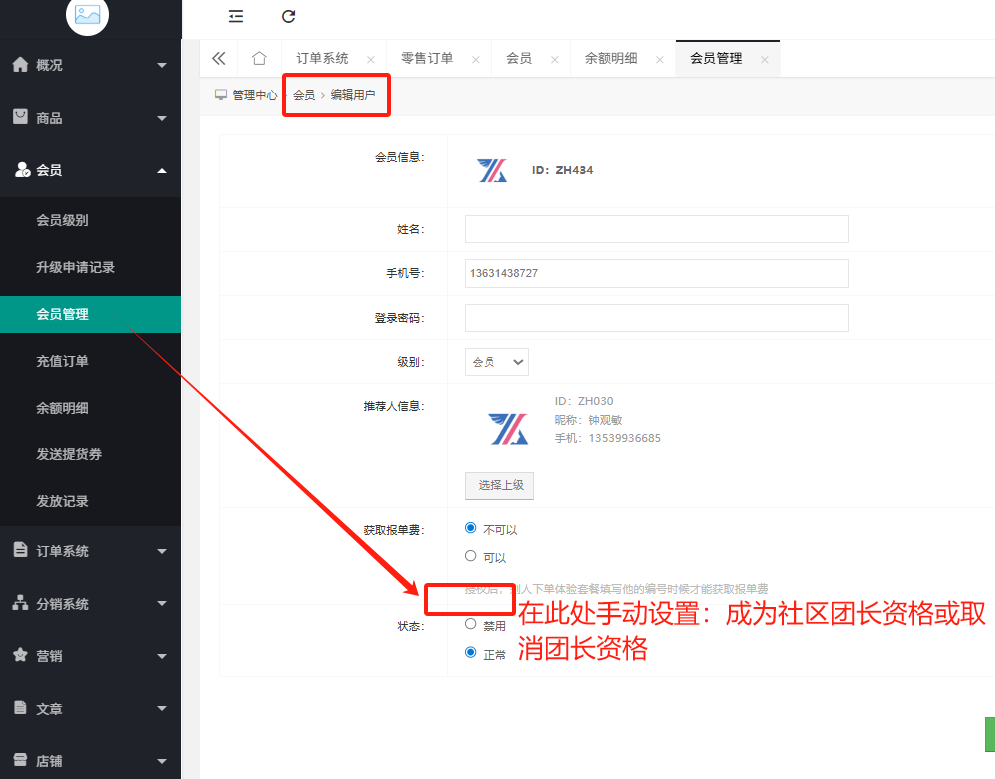 订单系统
零售订单
会员
余额明细
会员管理
管理中心 会员 > 编辑用户
概况
商品
会员
会员级别
升级申请记录
会员管理
充值订单
余额明细
发送提货券
发放记录
订单系统
分销系统
营销
文章
店铺
会员信息:
ID: ZH434
姓名:
手机号:
13631438727
登录密码:
级别:
会员
推荐人信息:
ID: ZH030
昵称: 钟观敏
手机: 13539936685
选择上级
获取报单费:
不可以
可以
授权后，别人下单体验套餐填写他的编号时候才能获取报单费
状态:
禁用
正常
在此处手动设置：成为社区团长资格或取
消团长资格